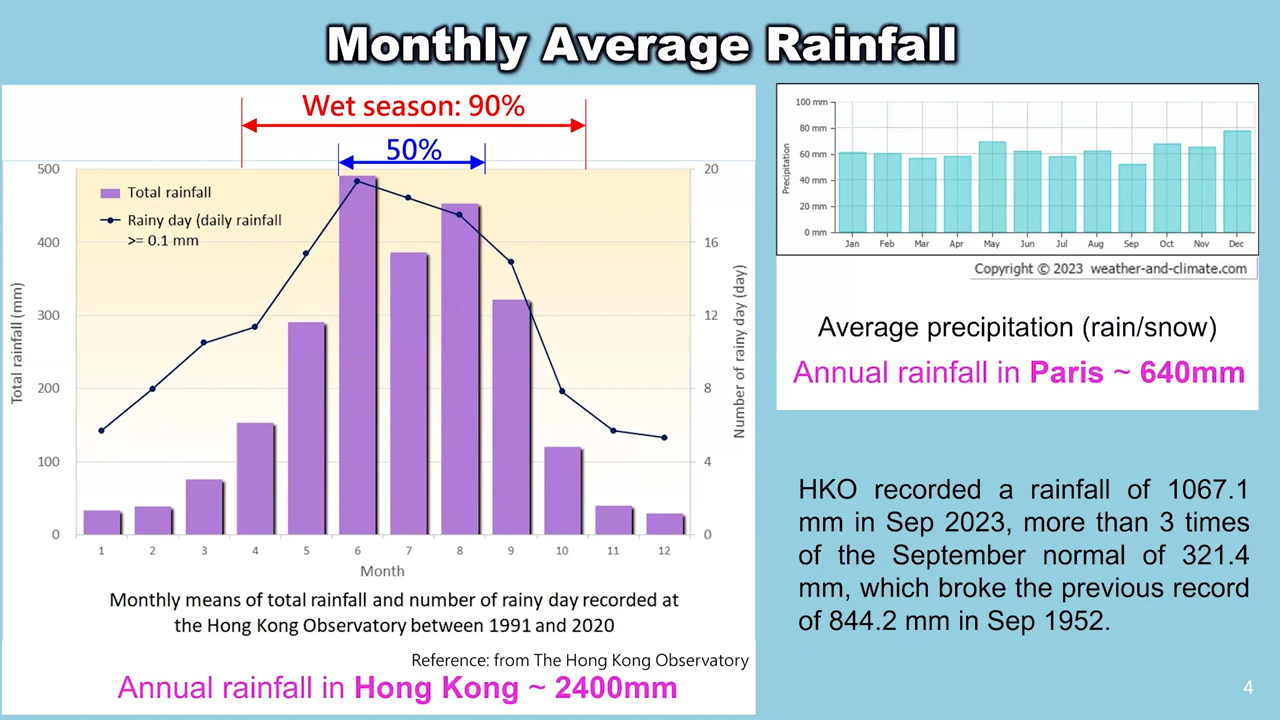 Monthly Average Rainfall
Wet season: 90%
50%
500
400
300
200
100
0
Total rainfall (mm)
Total rainfall
Rainy day (daily rainfall
>= 0.1 mm
20
16
12
8
4
0
Number of rainy day (day)
1 2 3 4 5 6 7 8 9 10 11 12
Month
Monthly means of total rainfall and number of rainy day recorded at
the Hong Kong Observatory between 1991 and 2020
Reference: from The Hong Kong Observatory
Annual rainfall in Hong Kong ~ 2400mm
100 mm
80 mm
60 mm
40 mm
20 mm
0 mm
Precipitation
Jan Feb Mar Apr May Jun Jul Aug Sep Oct Nov Dec
Copyright © 2023 weather-and-climate.com
Average precipitation (rain/snow)
Annual rainfall in Paris ~ 640mm
HKO recorded a rainfall of 1067.1
mm in Sep 2023, more than 3 times
of the September normal of 321.4
mm, which broke the previous record
of 844.2 mm in Sep 1952.
4